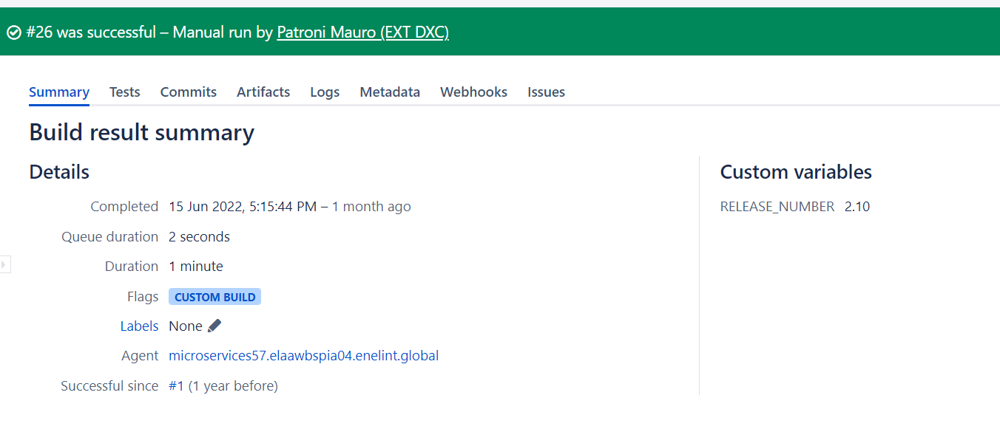 #26 was successful – Manual run by Patroni Mauro (EXT DXC)
Summary Tests Commits Artifacts Logs Metadata Webhooks Issues
Build result summary
Details
Completed 15 Jun 2022, 5:15:44 PM – 1 month ago
Queue duration 2 seconds
Duration 1 minute
Flags CUSTOM BUILD
Labels None
Agent microservices57.elaawbspia04.enelint.global
Successful since #1 (1 year before)
Custom variables
RELEASE_NUMBER 2.10